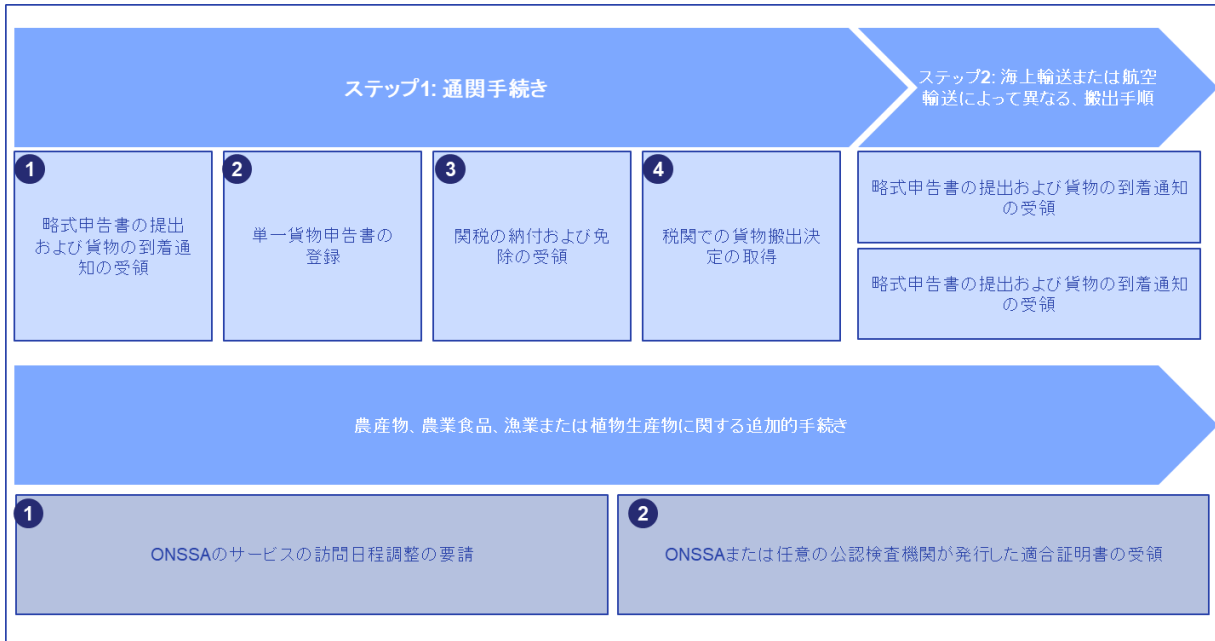 ステップ1: 通関手続き
ステップ2: 海上輸送または航空
輸送によって異なる、搬出手順
1
略式申告書の提出
および貨物の到着通
知の受領
2
単一貨物申告書の
登録
3
関税の納付および免
除の受領
4
税関での貨物搬出決
定の取得
略式申告書の提出および貨物の到着通知
の受領
略式申告書の提出および貨物の到着通知
の受領
農産物、農業食品、漁業または植物生産物に関する追加的手続き
1
ONSSAのサービスの訪問日程調整の要請
2
ONSSAまたは任意の公認検査機関が発行した適合証明書の受領